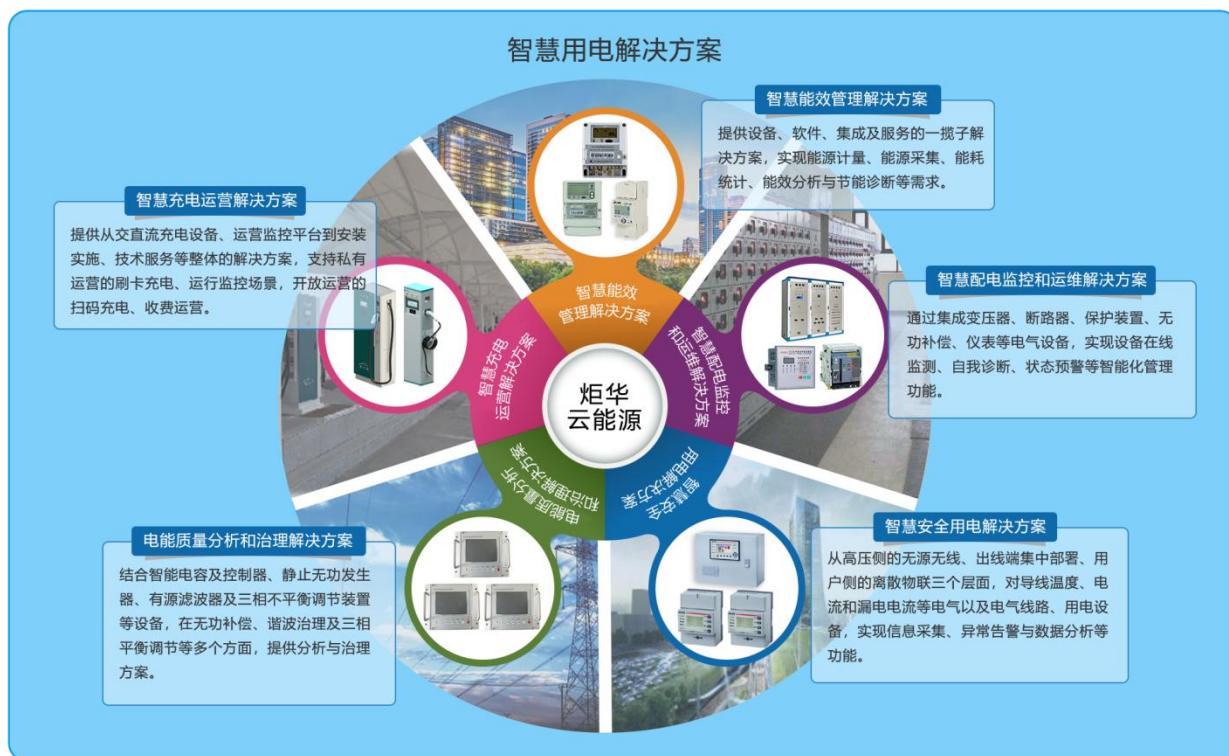 智慧用电解决方案
智慧能效管理解决方案
提供设备、软件、集成及服务的一揽子解
决方案，实现能源计量、能源采集、能耗
统计、能效分析与节能诊断等需求。
智慧充电运营解决方案
提供从交直流充电设备、运营监控平台到安装
实施、技术服务等整体的解决方案，支持私有
运营的刷卡充电、运行监控场景，开放运营的
扫码充电、收费运营。
智慧配电监控和运维解决方案
通过集成变压器、断路器、保护装置、无
功补偿、仪表等电气设备，实现设备在线
监测、自我诊断、状态预警等智能化管理
功能。
智慧能效
管理解决方案
智慧充电
运营解决方案
智慧配电监控
和运维解决方案
炬华
云能源
电能质量分析
和治理解决方案
智慧安全
用电解决方案
电能质量分析和治理解决方案
结合智能电容及控制器、静止无功发生
器、有源滤波器及三相不平衡调节装置
等设备，在无功补偿、谐波治理及三相
平衡调节等多个方面，提供分析与治理
方案。
智慧安全用电解决方案
从高压侧的无源无线、出线端集中部署、用
户侧的离散物联三个层面，对导线温度、电
流和漏电电流等电气以及电气线路、用电设
备，实现信息采集、异常告警与数据分析等
功能。